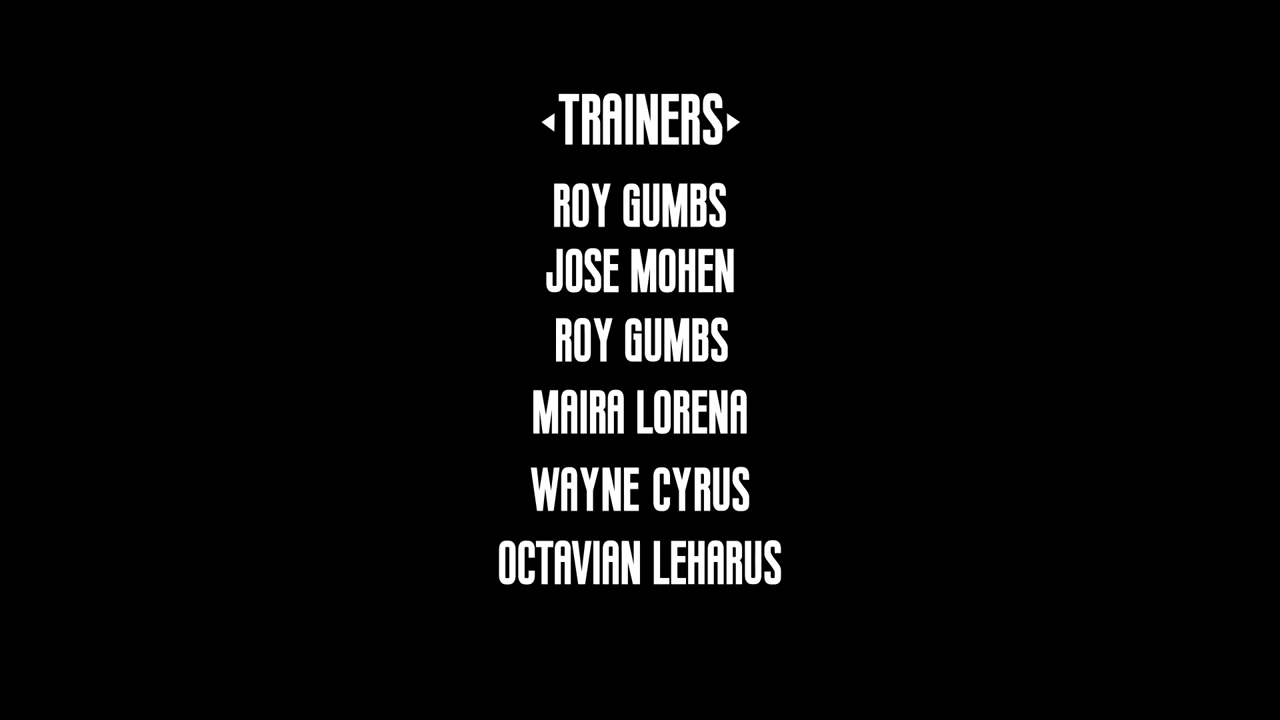 TRAINERS
ROY GUMBS
JOSE MOHEN
ROY GUMBS
MAIRA LORENA
WAYNE CYRUS
OCTAVIAN LEHARUS